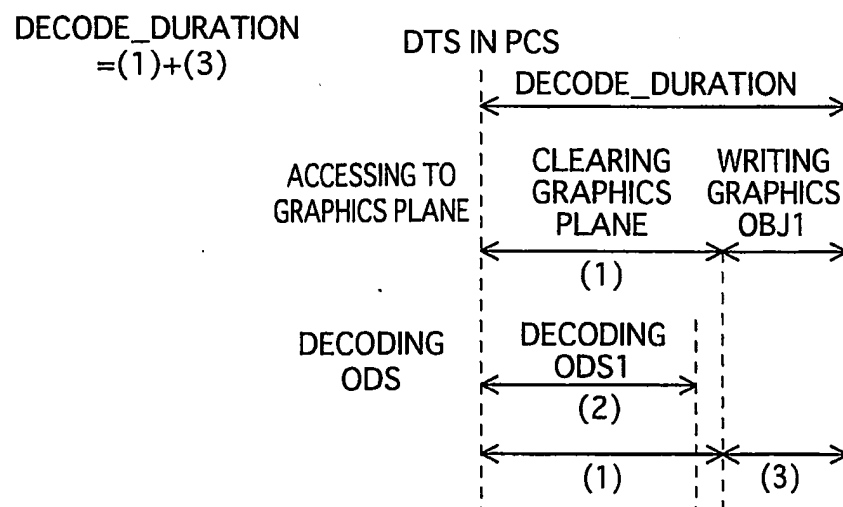 DECODE_DURATION
=(1)+(3)
DTS IN PCS
DECODE_DURATION
ACCESSING TO
GRAPHICS PLANE
CLEARING
GRAPHICS
PLANE
WRITING
GRAPHICS
OBJ1
(1)
DECODING
ODS
DECODING
ODS1
(2)
(1)
(3)